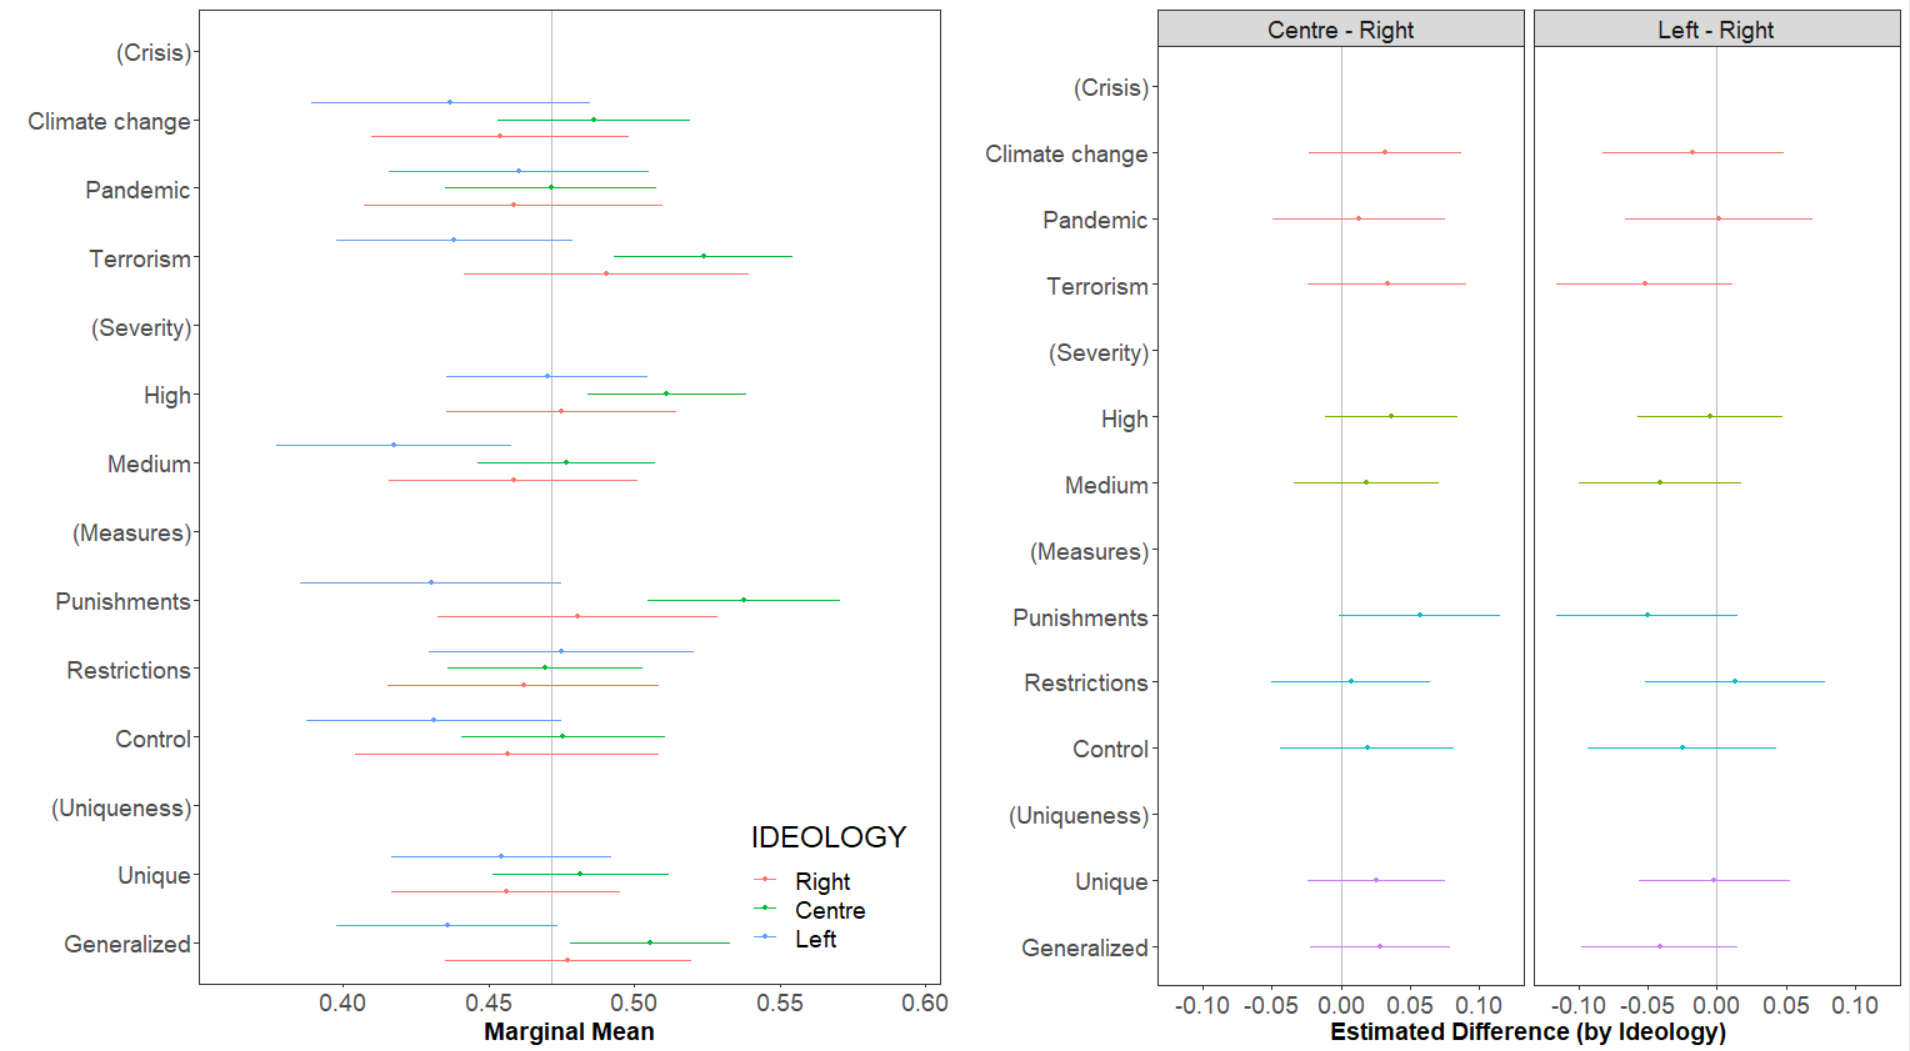 (Crisis)
Climate change
Pandemic
Terrorism
(Severity)
High
Medium
(Measures)
Punishments
Restrictions
Control
(Uniqueness)
Unique
Generalized
IDEOLOGY
Right
Centre
Left
0.40 0.45 0.50 0.55 0.60
Marginal Mean
Centre - Right Left - Right
(Crisis)
Climate change
Pandemic
Terrorism
(Severity)
High
Medium
(Measures)
Punishments
Restrictions
Control
(Uniqueness)
Unique
Generalized
-0.10 -0.05 0.00 0.05 0.10 -0.10 -0.05 0.00 0.05 0.10
Estimated Difference (by Ideology)